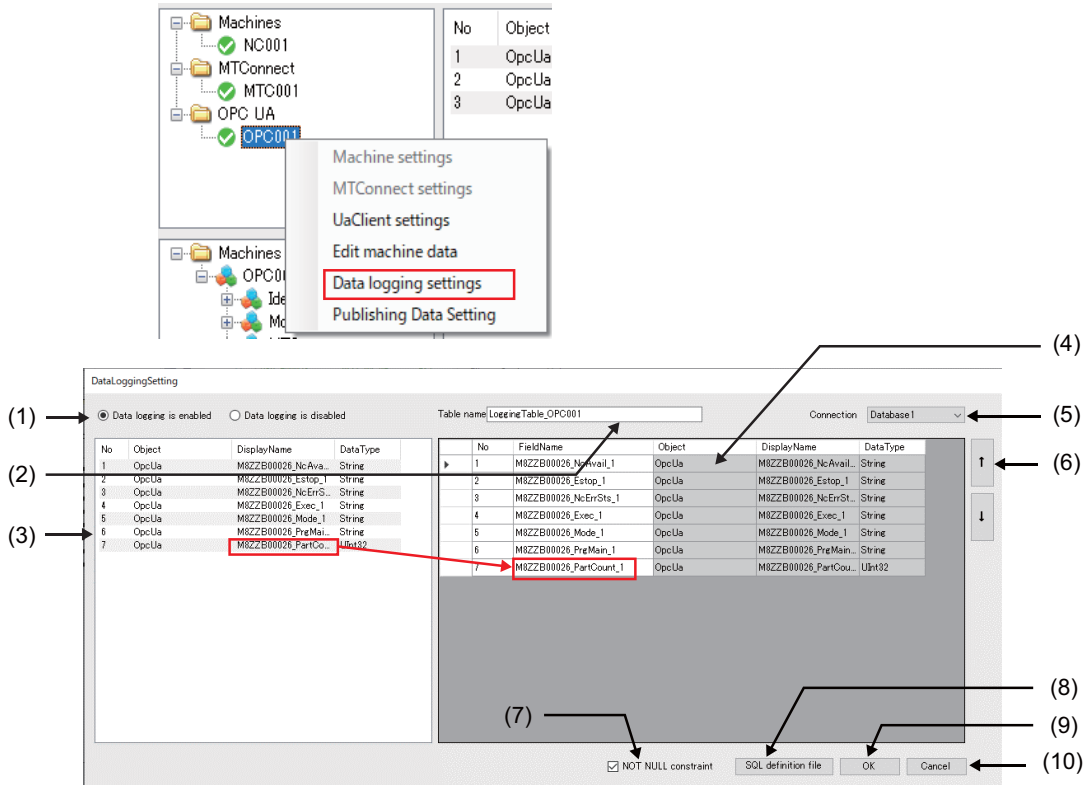 Machines
NC001
MTConnect
MTC001
OPC UA
OPC001
No Object
1 OpcUa
2 OpcUa
3 OpcUa
Machine settings
MTConnect settings
UaClient settings
Edit machine data
Data logging settings
Publishing Data Setting
Machines
OPC0
Ide
Mo
(4)
DataLoggingSetting
(1)
Data logging is enabled Data logging is disabled
Table name LoggingTable_OPC001
Connection Database1
(5)
No Object DisplayName DataType
1 OpcUa M8ZZB00026_NcAva... String
2 OpcUa M8ZZB00026_Estop_1 String
3 OpcUa M8ZZB00026_NcErrS... String
4 OpcUa M8ZZB00026_Exec_1 String
5 OpcUa M8ZZB00026_Mode_1 String
6 OpcUa M8ZZB00026_PrgMai... String
7 OpcUa M8ZZB00026_PartCo... UInt32
(2)
(3)
No FieldName Object DisplayName DataType
1 M8ZZB00026_NcAvail_1 OpcUa M8ZZB00026_NcAvail... String
2 M8ZZB00026_Estop_1 OpcUa M8ZZB00026_Estop_1 String
3 M8ZZB00026_NcErrSts_1 OpcUa M8ZZB00026_NcErrSt... String
4 M8ZZB00026_Exec_1 OpcUa M8ZZB00026_Exec_1 String
5 M8ZZB00026_Mode_1 OpcUa M8ZZB00026_Mode_1 String
6 M8ZZB00026_PrgMain_1 OpcUa M8ZZB00026_PrgMain... String
7 M8ZZB00026_PartCount_1 OpcUa M8ZZB00026_PartCou... UInt32
↑
(6)
↓
(7)
(8)
(9)
NOT NULL constraint SQL definition file OK Cancel
(10)